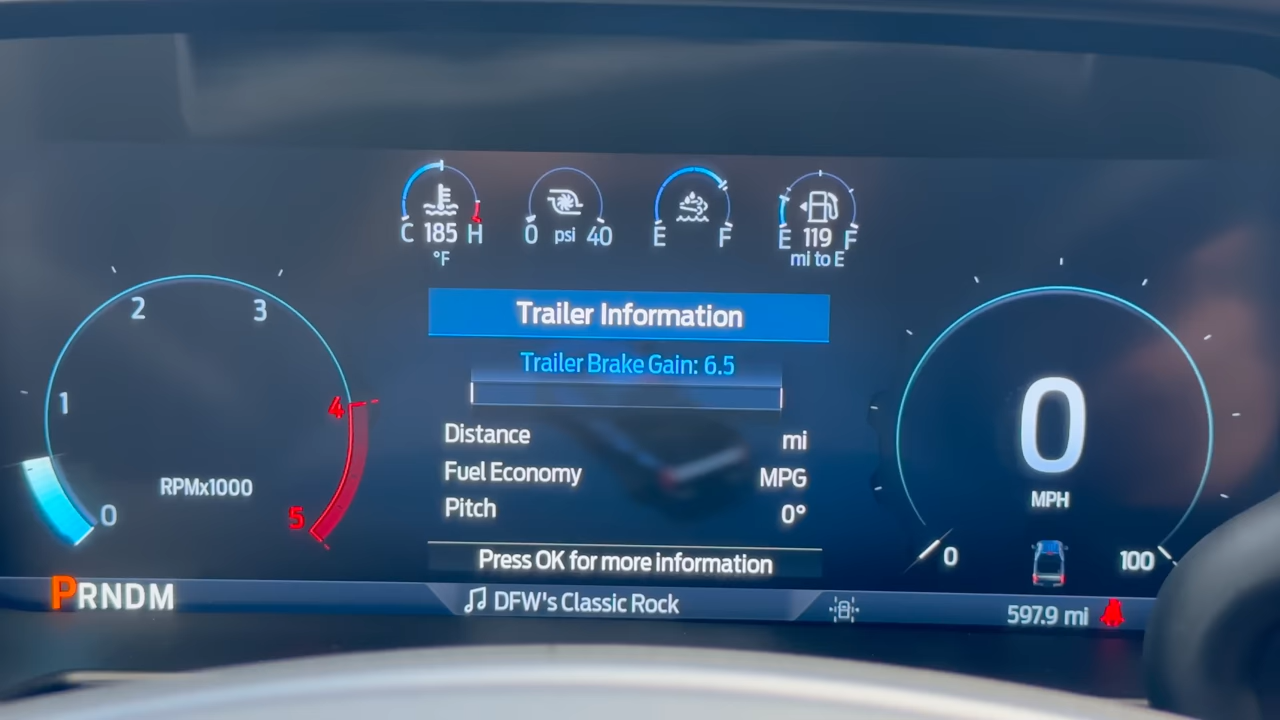 C 185 H
°F
0 psi 40
E F
E 119 F
mi to E
Trailer Information
Trailer Brake Gain: 6.5
Distance mi
Fuel Economy MPG
Pitch 0°
Press OK for more information
0
1
2
3
4
5
RPMx1000
0
MPH
0
100
PRNDM
DFW's Classic Rock
597.9 mi